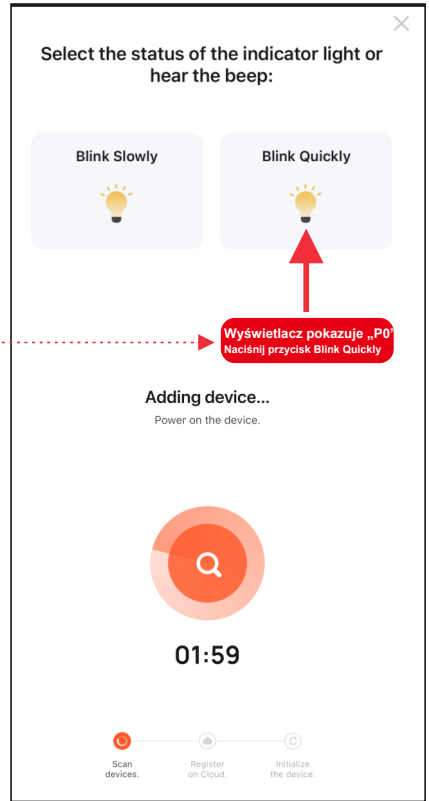 Select the status of the indicator light or
hear the beep:
Blink Slowly
Blink Quickly
Wyświetlacz pokazuje „P0”
Naciśnij przycisk Blink Quickly
Adding device...
Power on the device.
01:59
Scan
devices.
Register
on Cloud.
Initialize
the device.